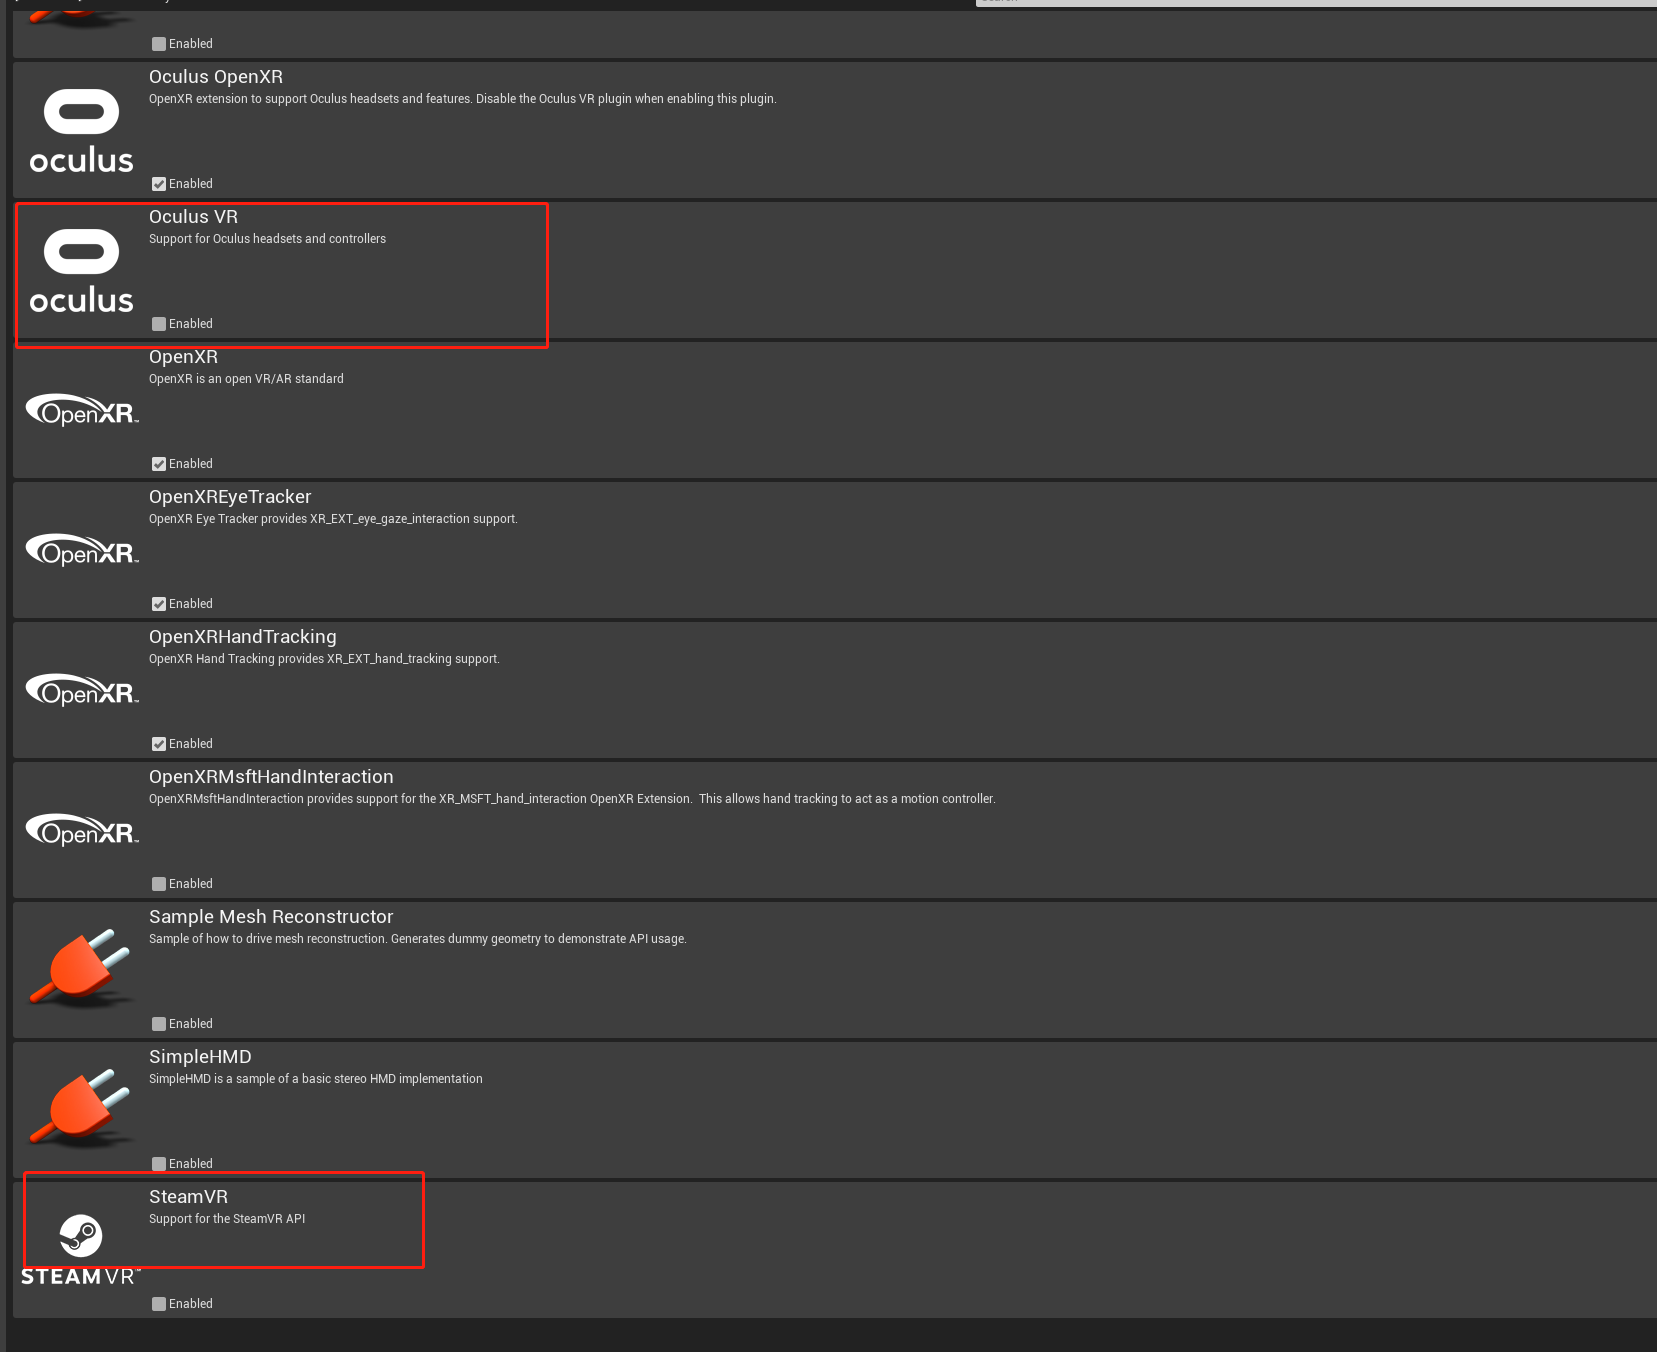 Enabled
Oculus OpenXR
OpenXR extension to support Oculus headsets and features. Disable the Oculus VR plugin when enabling this plugin.
oculus
Enabled
Oculus VR
Support for Oculus headsets and controllers
oculus
Enabled
OpenXR
OpenXR is an open VR/AR standard
OpenXR
Enabled
OpenXREyeTracker
OpenXR Eye Tracker provides XR_EXT_eye_gaze_interaction support.
OpenXR
Enabled
OpenXRHandTracking
OpenXR Hand Tracking provides XR_EXT_hand_tracking support.
OpenXR
Enabled
OpenXRMsftHandInteraction
OpenXRMsftHandInteraction provides support for the XR_MSFT_hand_interaction OpenXR Extension.  This allows hand tracking to act as a motion controller.
OpenXR
Enabled
Sample Mesh Reconstructor
Sample of how to drive mesh reconstruction. Generates dummy geometry to demonstrate API usage.
Enabled
SimpleHMD
SimpleHMD is a sample of a basic stereo HMD implementation
Enabled
SteamVR
Support for the SteamVR API
STEAMVR™
Enabled